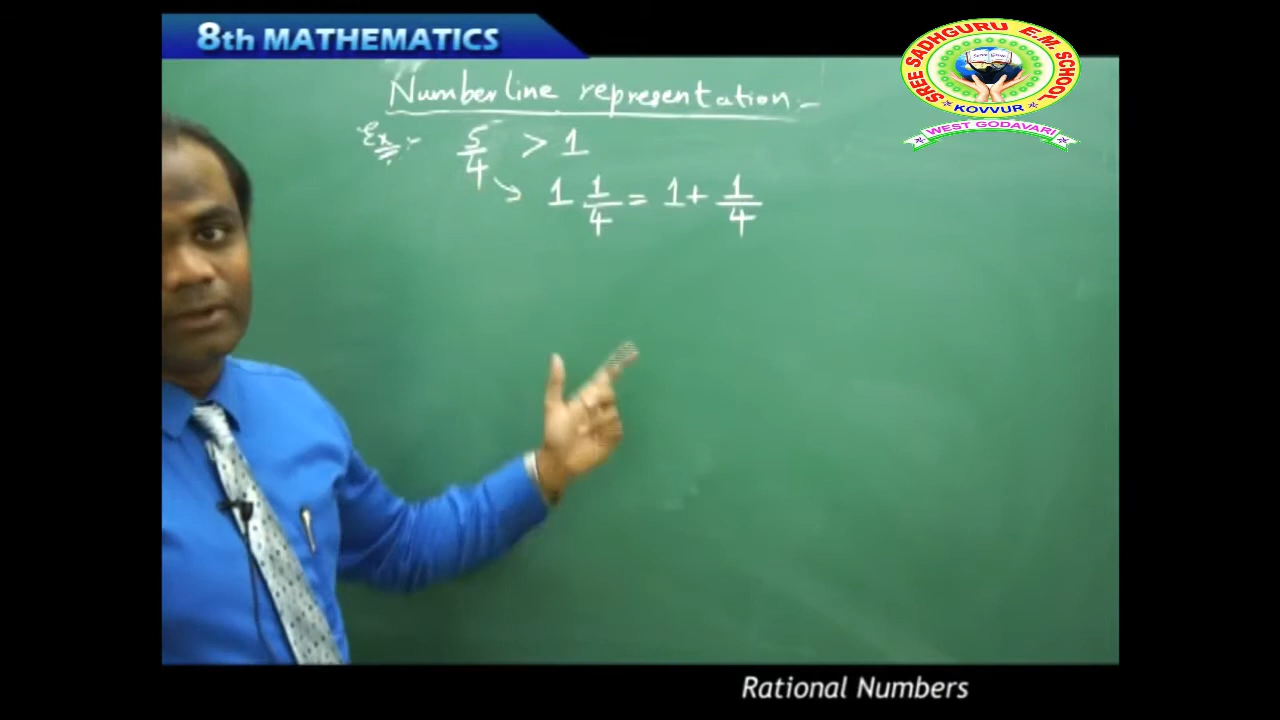 8th MATHEMATICS
SREE SADHGURU E.M. SCHOOL
KOVVUR
WEST GODAVARI
Numberline representation -
Ex :- 5/4 > 1
→ 1 1/4 = 1 + 1/4
Rational Numbers